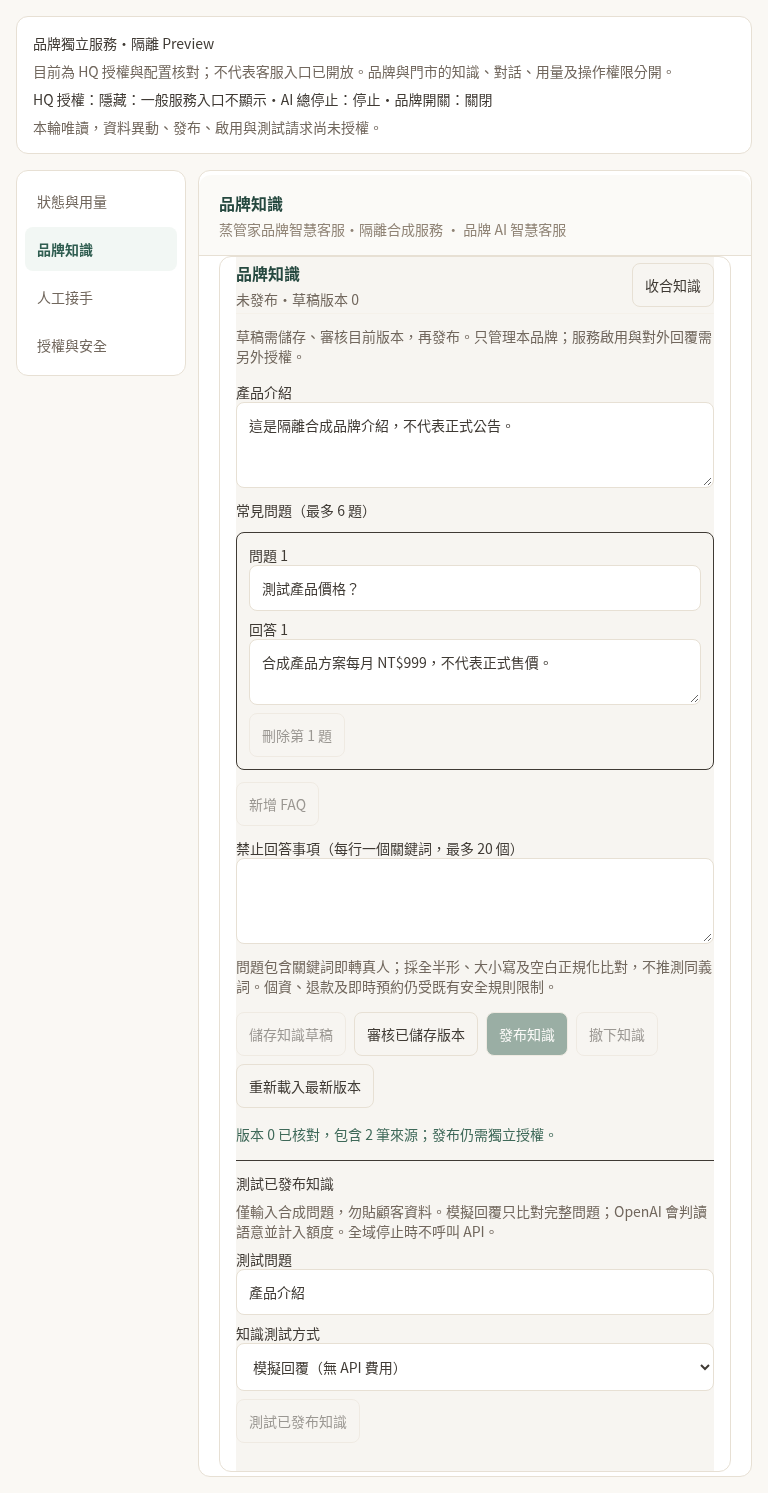 品牌獨立服務・隔離 Preview
目前為 HQ 授權與配置核對；不代表客服入口已開放。品牌與門市的知識、對話、用量及操作權限分開。
HQ 授權：隱藏：一般服務入口不顯示・AI 總停止：停止・品牌開關：關閉
本輪唯讀，資料異動、發布、啟用與測試請求尚未授權。
狀態與用量
品牌知識
人工接手
授權與安全
品牌知識
蒸管家品牌智慧客服・隔離合成服務 ・ 品牌 AI 智慧客服
品牌知識
未發布・草稿版本 0
收合知識
草稿需儲存、審核目前版本，再發布。只管理本品牌；服務啟用與對外回覆需
另外授權。
產品介紹
這是隔離合成品牌介紹，不代表正式公告。
常見問題（最多 6 題）
問題 1
測試產品價格？
回答 1
合成產品方案每月 NT$999，不代表正式售價。
刪除第 1 題
新增 FAQ
禁止回答事項（每行一個關鍵詞，最多 20 個）
問題包含關鍵詞即轉真人；採全半形、大小寫及空白正規化比對，不推測同義
詞。個資、退款及即時預約仍受既有安全規則限制。
儲存知識草稿
審核已儲存版本
發布知識
撤下知識
重新載入最新版本
版本 0 已核對，包含 2 筆來源；發布仍需獨立授權。
測試已發布知識
僅輸入合成問題，勿貼顧客資料。模擬回覆只比對完整問題；OpenAI 會判讀
語意並計入額度。全域停止時不呼叫 API。
測試問題
產品介紹
知識測試方式
模擬回覆（無 API 費用）
測試已發布知識